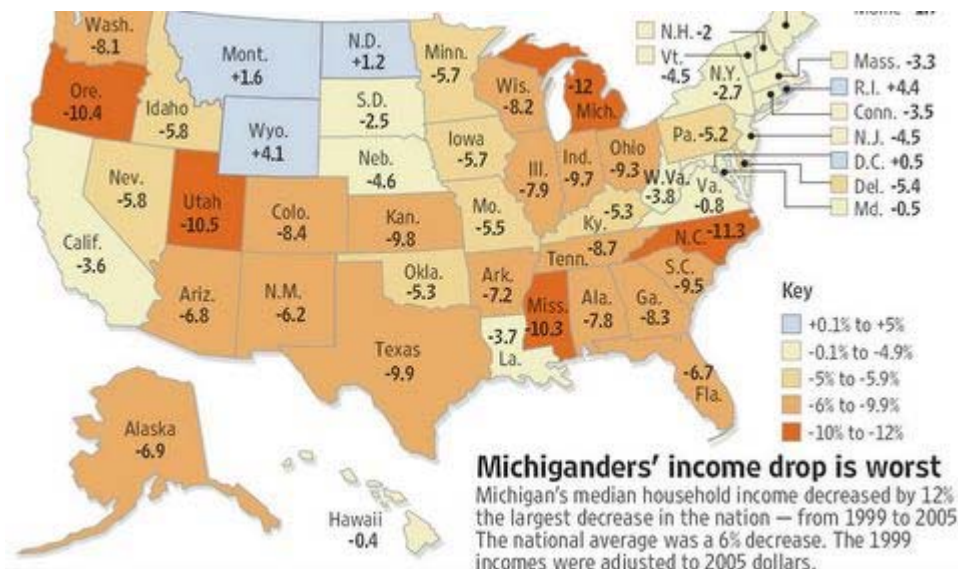 Wash.
-8.1
Mont.
+1.6
N.D.
+1.2
Minn.
-5.7
Ore.
-10.4
Idaho
-5.8
Wyo.
+4.1
S.D.
-2.5
Wis.
-8.2
-12
Mich.
N.H. -2
Vt.
-4.5
N.Y.
-2.7
Mass. -3.3
R.I. +4.4
Conn. -3.5
N.J. -4.5
D.C. +0.5
Del. -5.4
Md. -0.5
Pa. -5.2
Nev.
-5.8
Utah
-10.5
Colo.
-8.4
Neb.
-4.6
Iowa
-5.7
Ill.
-7.9
Ind.
-9.7
Ohio
-9.3
W.Va.
-3.8
Va.
-0.8
Calif.
-3.6
Kan.
-9.8
Mo.
-5.5
Ky. -5.3
N.C. -11.3
Tenn. -8.7
S.C.
-9.5
Ariz.
-6.8
N.M.
-6.2
Okla.
-5.3
Ark.
-7.2
Miss.
-10.3
Ala.
-7.8
Ga.
-8.3
Texas
-9.9
-3.7
La.
-6.7
Fla.
Alaska
-6.9
Hawaii
-0.4
Key
+0.1% to +5%
-0.1% to -4.9%
-5% to -5.9%
-6% to -9.9%
-10% to -12%
Michiganders' income drop is worst
Michigan's median household income decreased by 12%
the largest decrease in the nation — from 1999 to 2005
The national average was a 6% decrease. The 1999
incomes were adjusted to 2005 dollars.